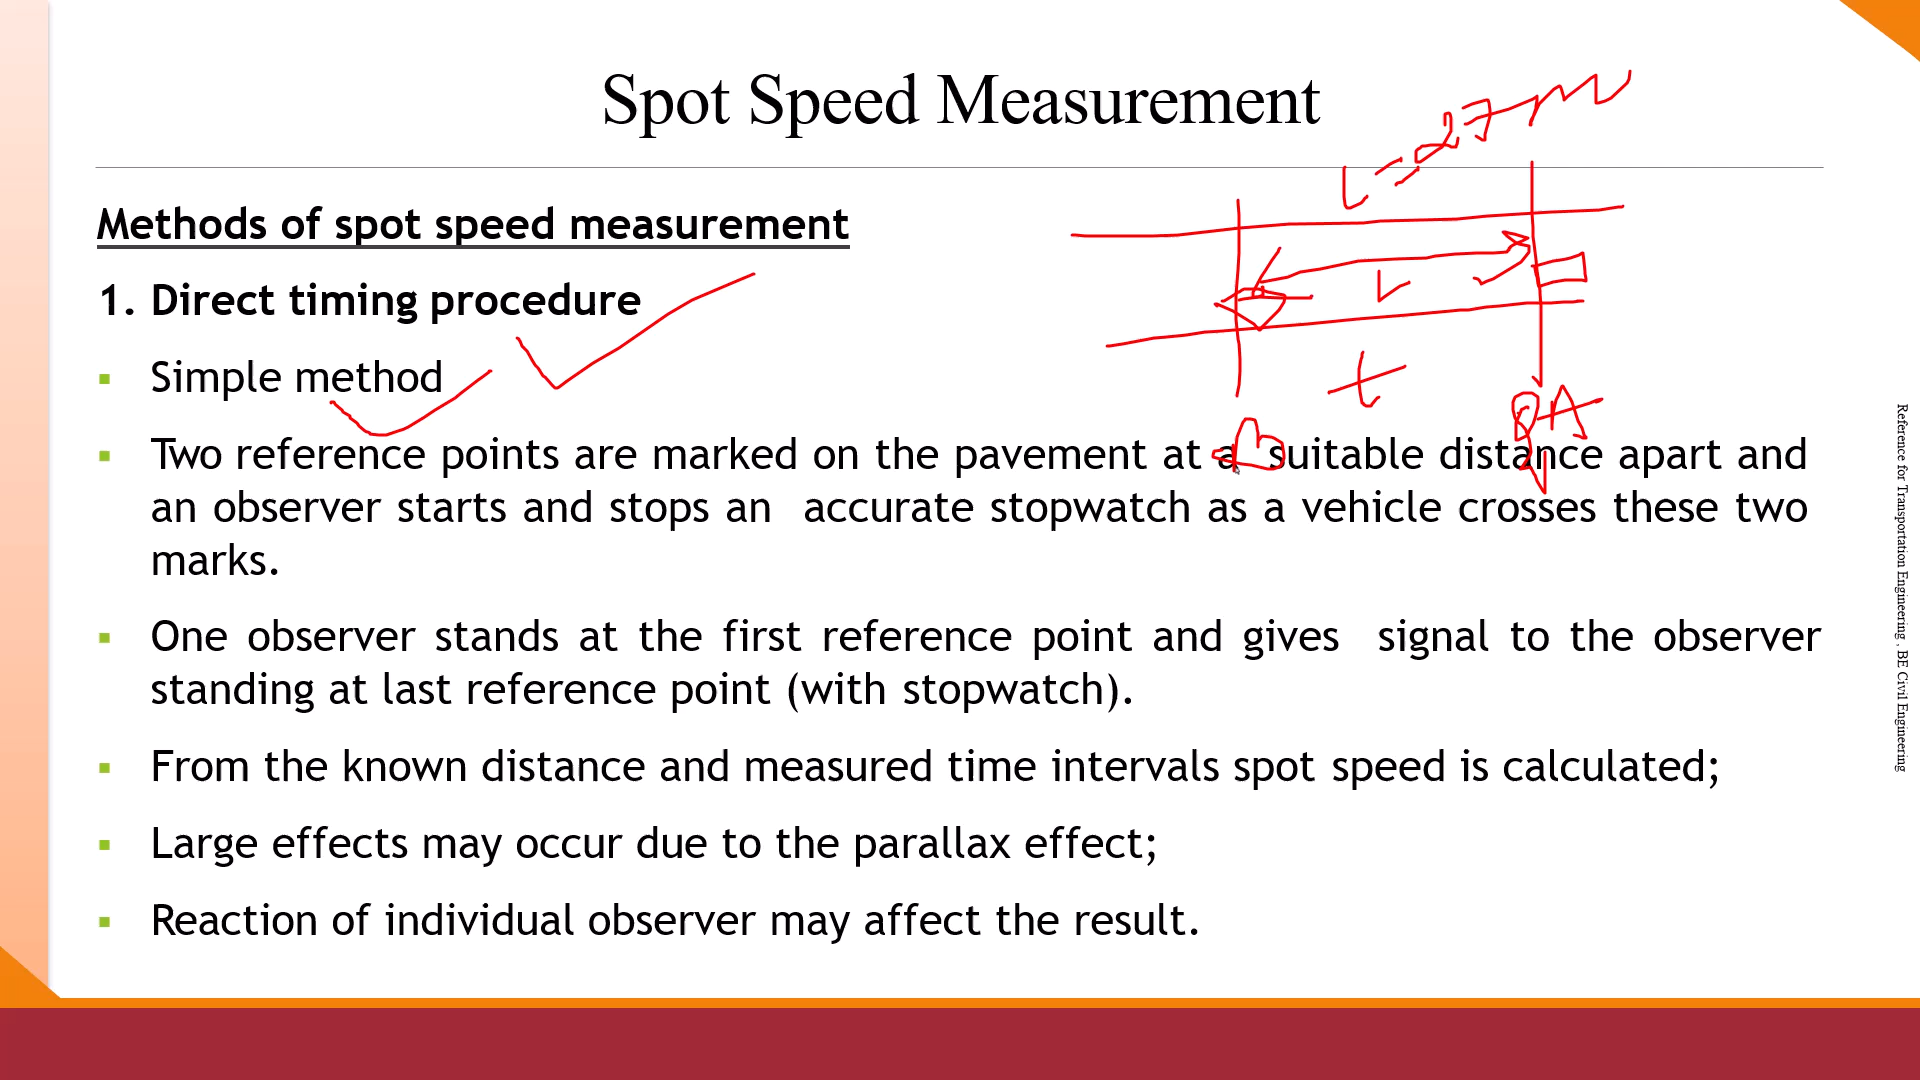 Spot Speed Measurement
L = 27 m
Methods of spot speed measurement
1. Direct timing procedure
L
▪ Simple method
t
A
B
▪ Two reference points are marked on the pavement at a suitable distance apart and
an observer starts and stops an accurate stopwatch as a vehicle crosses these two
marks.
▪ One observer stands at the first reference point and gives signal to the observer
standing at last reference point (with stopwatch).
▪ From the known distance and measured time intervals spot speed is calculated;
▪ Large effects may occur due to the parallax effect;
▪ Reaction of individual observer may affect the result.
Reference for Transportation Engineering , BE Civil Engineering